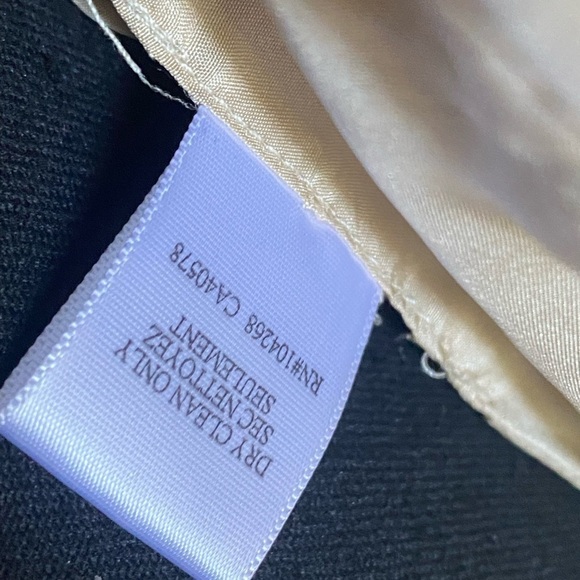 RN#104268 CA40578
DRY CLEAN ONLY
SEC NETTOYEZ
SEULEMENT